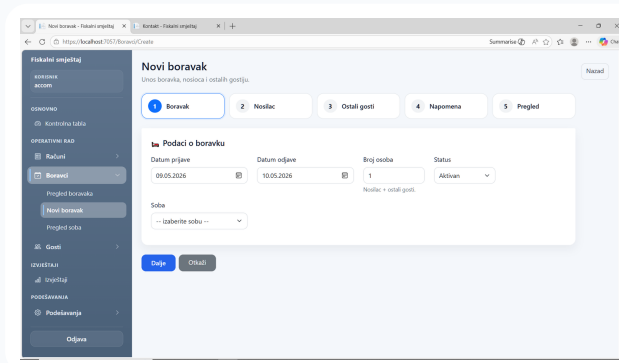 Novi boravak - Fiskalni smještaj
Kontakt - Fiskalni smještaj
https://localhost:7057/Boravci/Create
Summarise
Fiskalni smještaj
KORISNIK
accom
OSNOVNO
Kontrolna tabla
OPERATIVNI RAD
Računi
Boravci
Pregled boravaka
Novi boravak
Pregled soba
Gosti
IZVJEŠTAJI
Izvještaji
PODEŠAVANJA
Podešavanja
Odjava
Novi boravak
Unos boravka, nosioca i ostalih gostiju.
Nazad
1 Boravak
2 Nosilac
3 Ostali gosti
4 Napomena
5 Pregled
Podaci o boravku
Datum prijave
Datum odjave
Broj osoba
Status
09.05.2026
10.05.2026
1
Aktivan
Nosilac + ostali gosti.
Soba
-- izaberite sobu --
Dalje
Otkaži